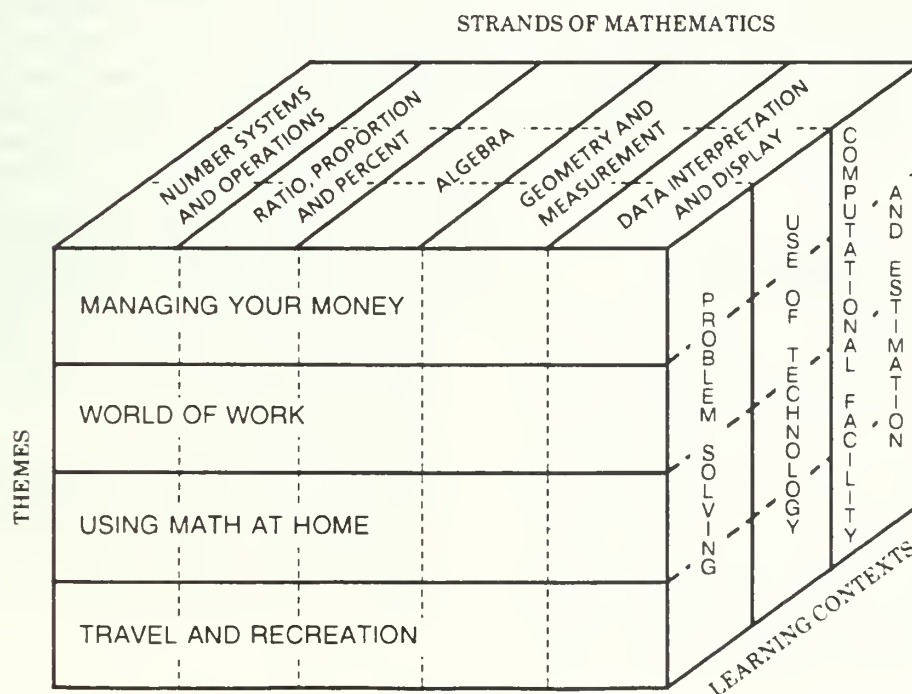 STRANDS OF MATHEMATICS
NUMBER SYSTEMS
AND OPERATIONS
RATIO, PROPORTION
AND PERCENT
ALGEBRA
GEOMETRY AND
MEASUREMENT
DATA INTERPRETATION
AND DISPLAY
THEMES
MANAGING YOUR MONEY
WORLD OF WORK
USING MATH AT HOME
TRAVEL AND RECREATION
PROBLEM SOLVING
USE OF TECHNOLOGY
COMPUTATIONAL FACILITY
AND ESTIMATION
LEARNING CONTEXTS